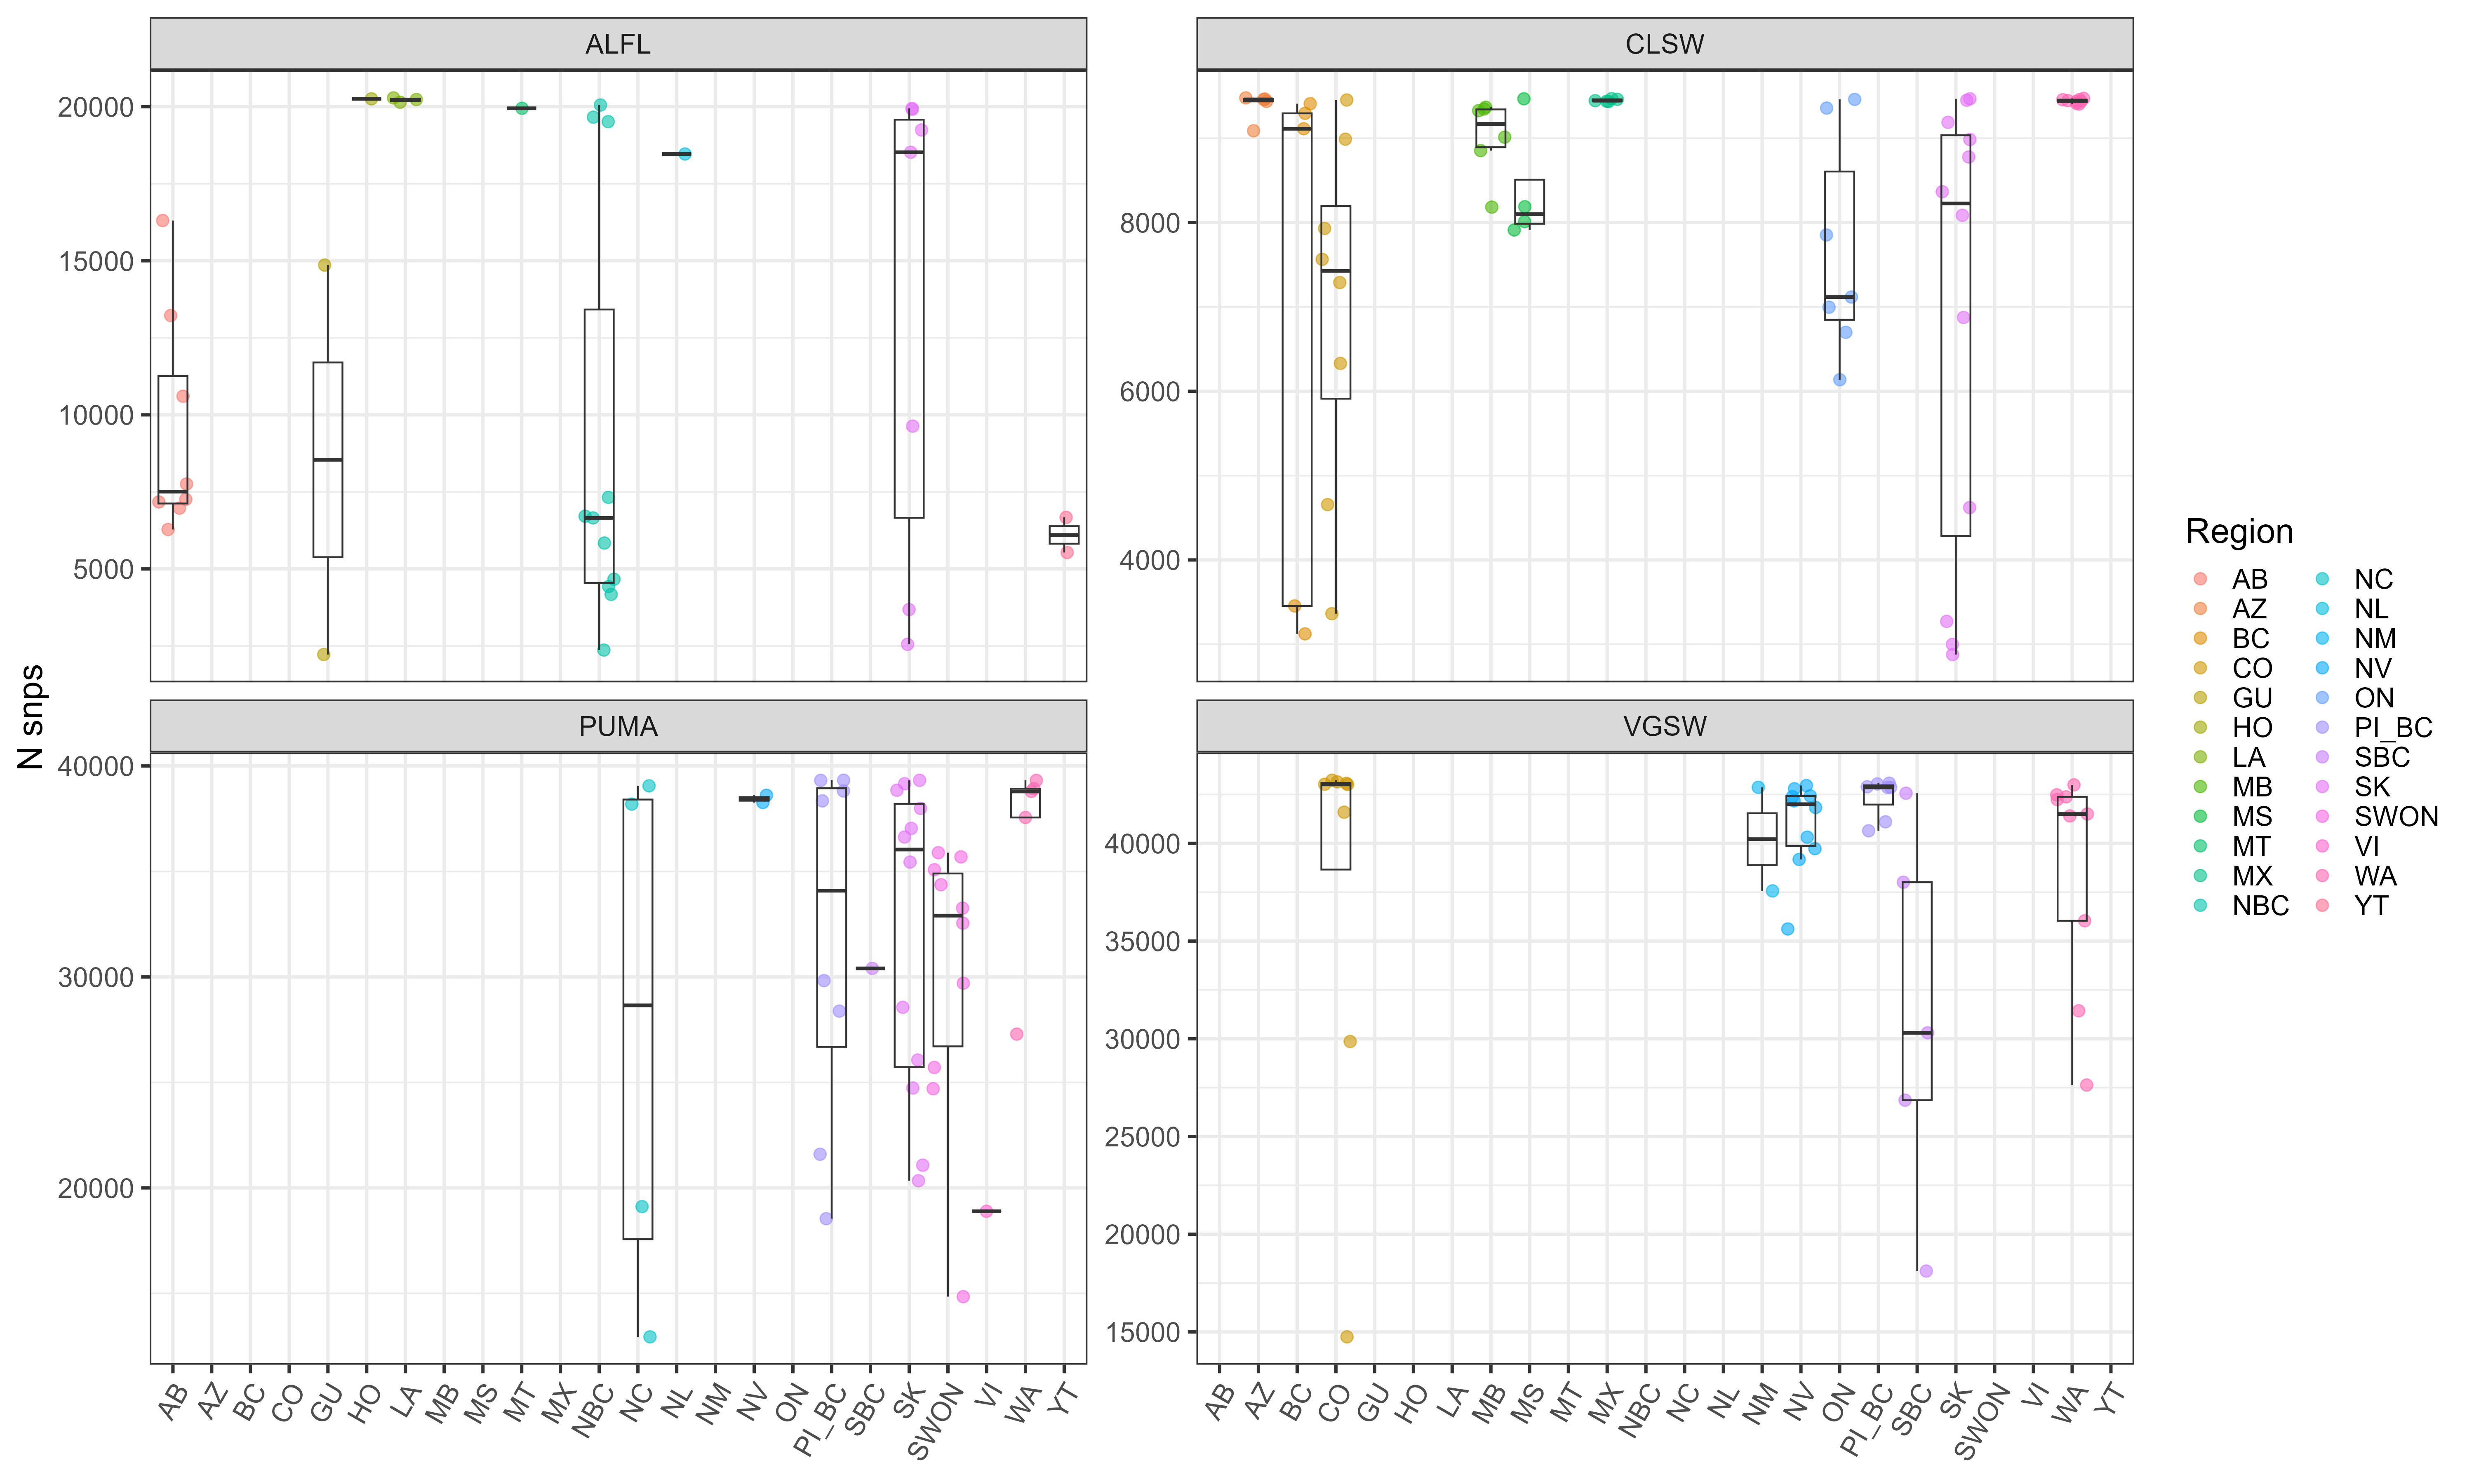 ALFL
CLSW
20000
15000
10000
5000
8000
6000
4000
N snps
PUMA
VGSW
40000
30000
20000
40000
35000
30000
25000
20000
15000
AB AZ BC CO GU HO LA MB MS MT MX NBC NC NL NM NV ON PI_BC SBC SK SWON VI WA YT
AB AZ BC CO GU HO LA MB MS MT MX NBC NC NL NM NV ON PI_BC SBC SK SWON VI WA YT
Region
AB NC
AZ NL
BC NM
CO NV
GU ON
HO PI_BC
LA SBC
MB SK
MS SWON
MT VI
MX WA
NBC YT